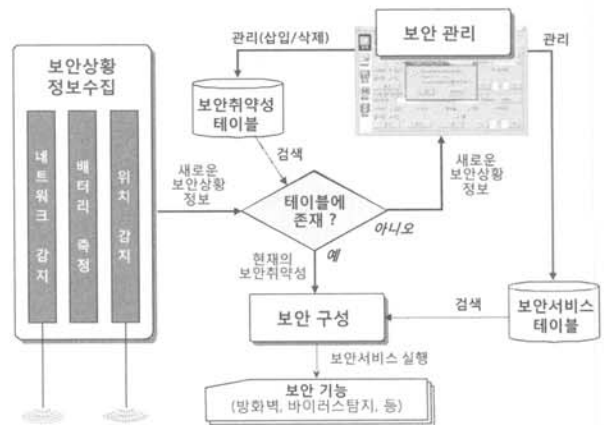 보안 관리
관리(삽입/삭제)
관리
보안상황
정보수집
보안취약성
테이블
네트워크 감지
배터리 측정
위치 감지
검색
새로운
보안상황
정보
새로운
보안상황
정보
테이블에
존재 ?
아니오
예
현재의
보안취약성
보안 구성
검색
보안서비스
테이블
보안서비스 실행
보안 기능
(방화벽, 바이러스탐지, 등)